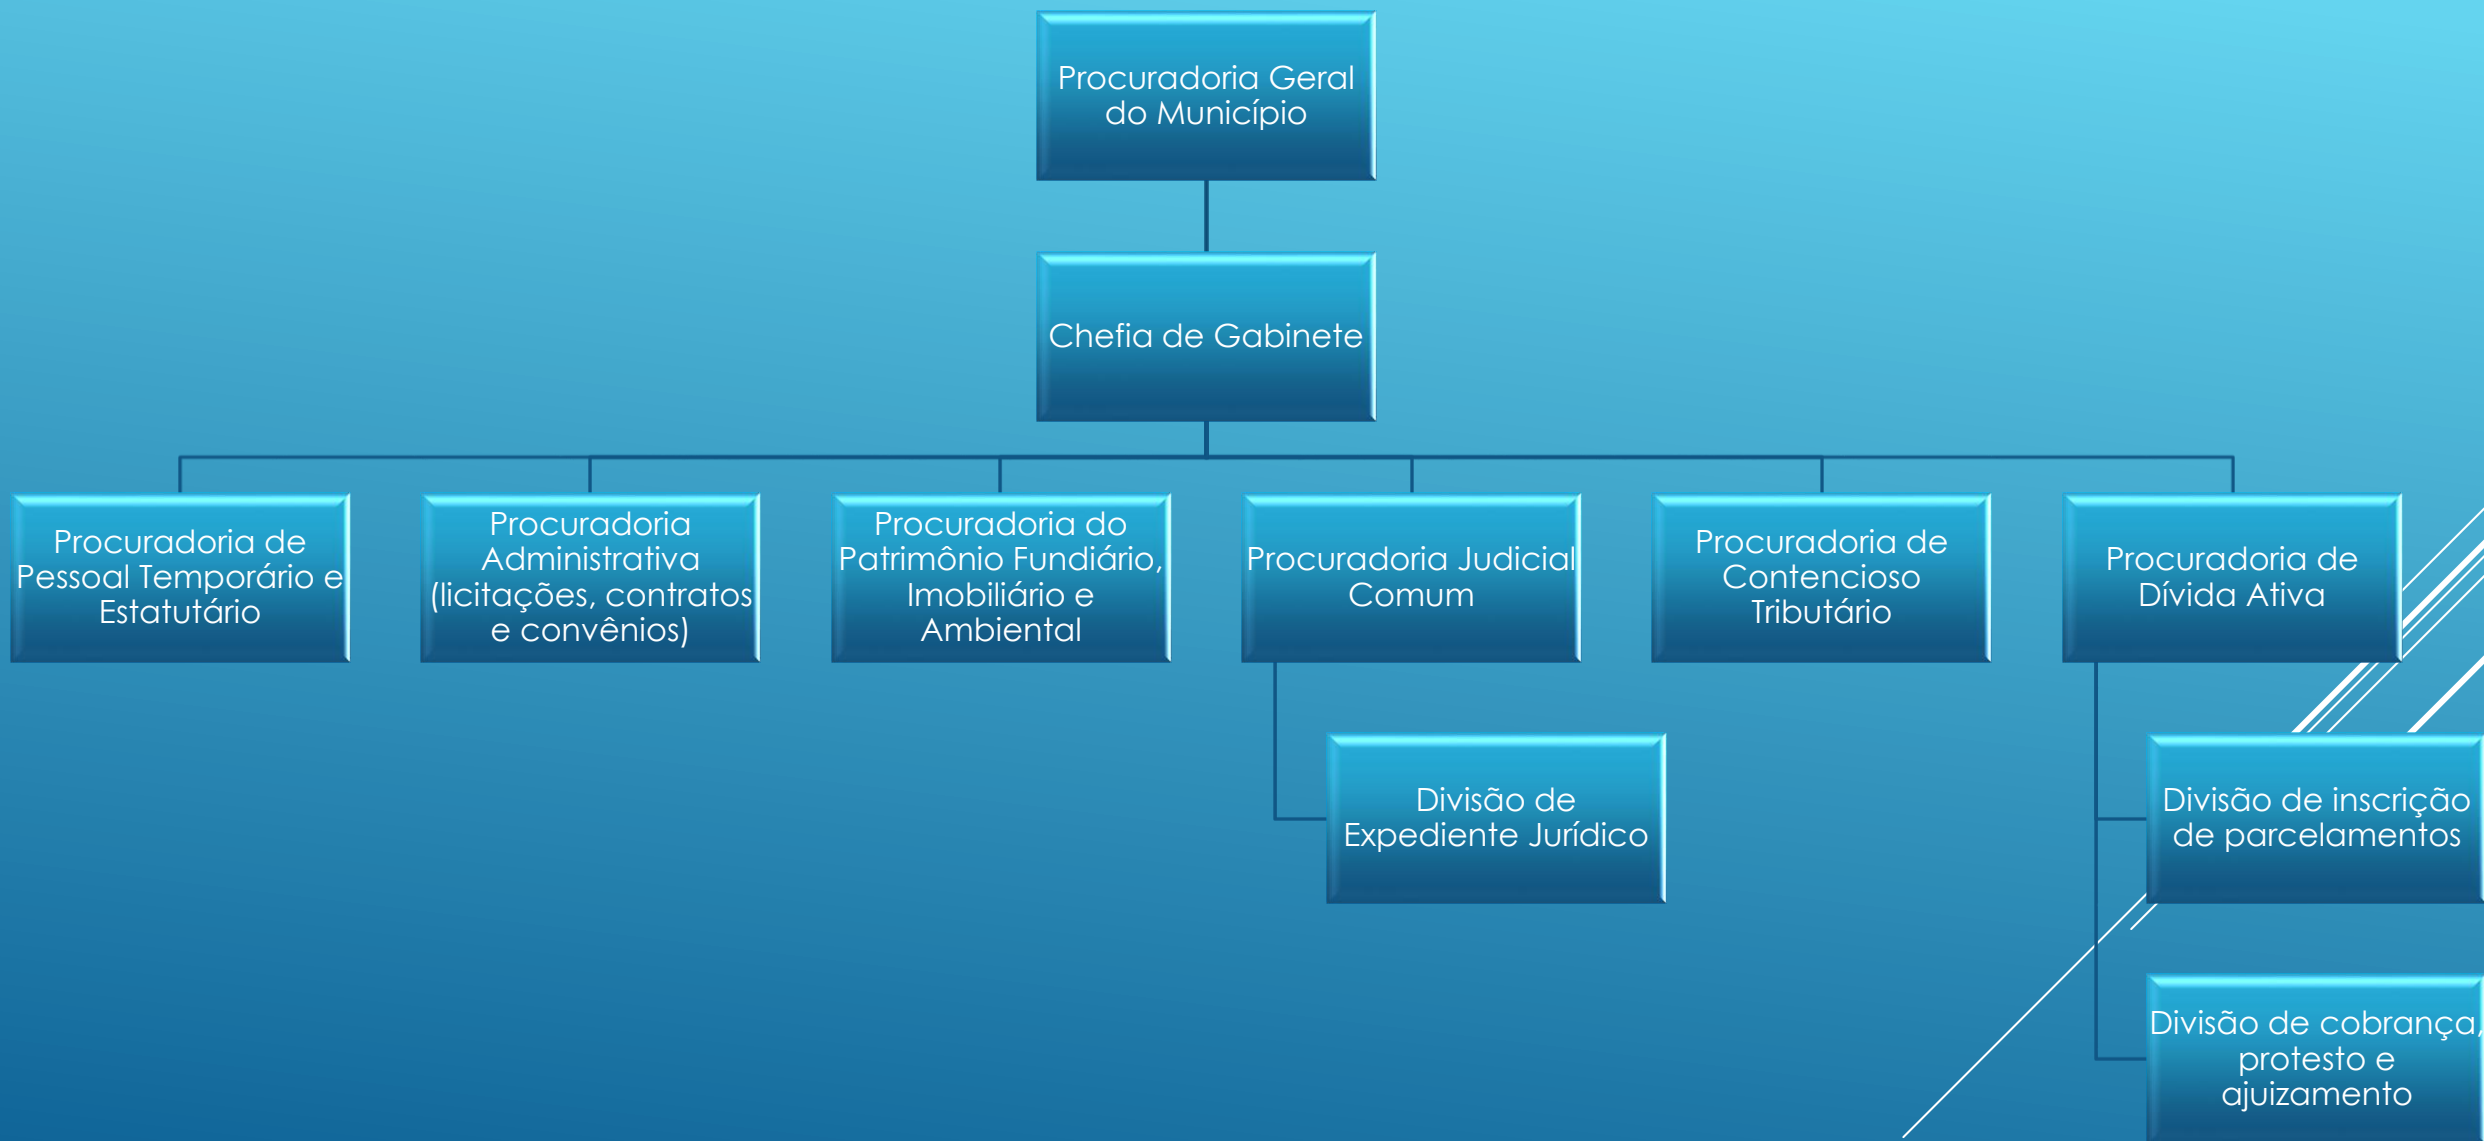 Procuradoria Geral
do Município
Chefia de Gabinete
Procuradoria de
Pessoal Temporário e
Estatutário
Procuradoria
Administrativa
(licitações, contratos
e convênios)
Procuradoria do
Patrimônio Fundiário,
Imobiliário e
Ambiental
Procuradoria Judicial
Comum
Procuradoria de
Contencioso
Tributário
Procuradoria de
Dívida Ativa
Divisão de
Expediente Jurídico
Divisão de inscrição
de parcelamentos
Divisão de cobrança,
protesto e
ajuizamento